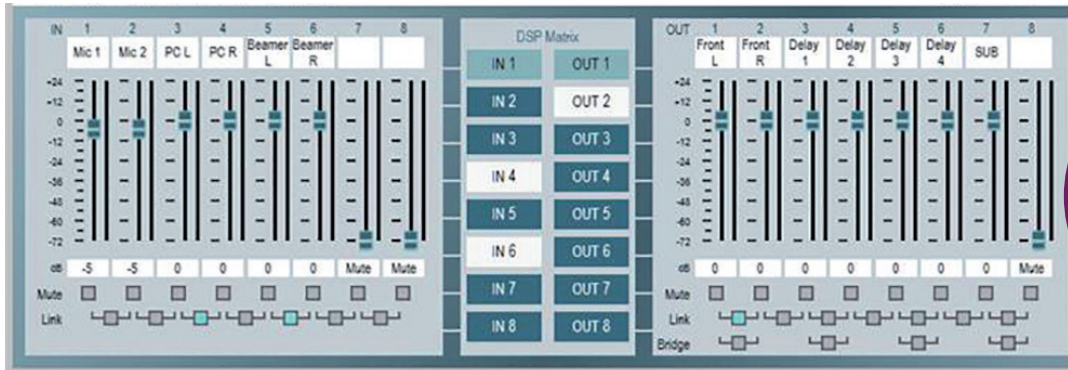 IN 1 2 3 4 5 6 7 8
Mic 1 Mic 2 PC L PC R Beamer L Beamer R
+24
+12
0
-12
-24
-36
-48
-60
-72
dB -5 -5 0 0 0 0 Mute Mute
Mute
Link
DSP Matrix
IN 1 OUT 1
IN 2 OUT 2
IN 3 OUT 3
IN 4 OUT 4
IN 5 OUT 5
IN 6 OUT 6
IN 7 OUT 7
IN 8 OUT 8
OUT 1 2 3 4 5 6 7 8
Front L Front R Delay 1 Delay 2 Delay 3 Delay 4 SUB
+24
+12
0
-12
-24
-36
-48
-60
-72
dB 0 0 0 0 0 0 0 Mute
Mute
Link
Bridge